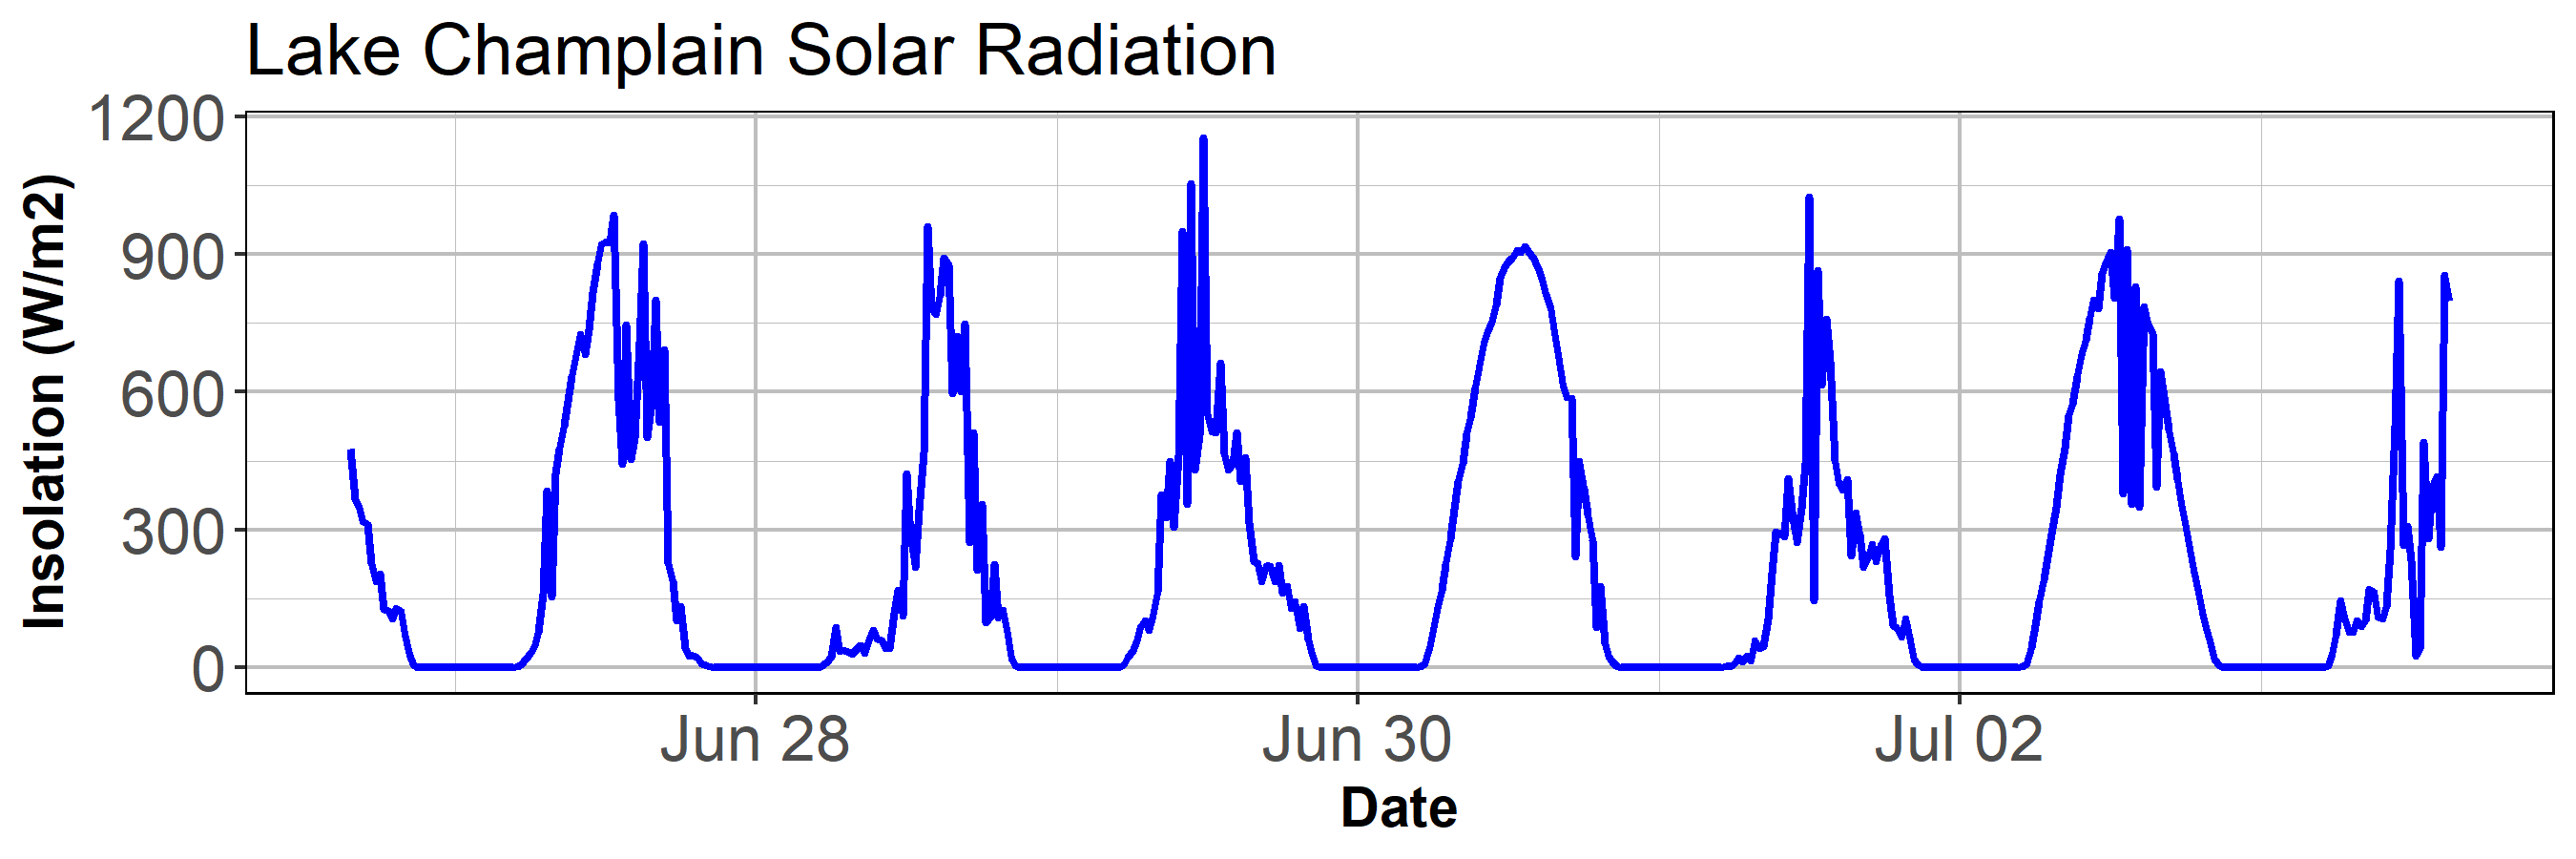 Lake Champlain Solar Radiation
1200
900
600
300
0
Insolation (W/m2)
Jun 28 Jun 30 Jul 02
Date